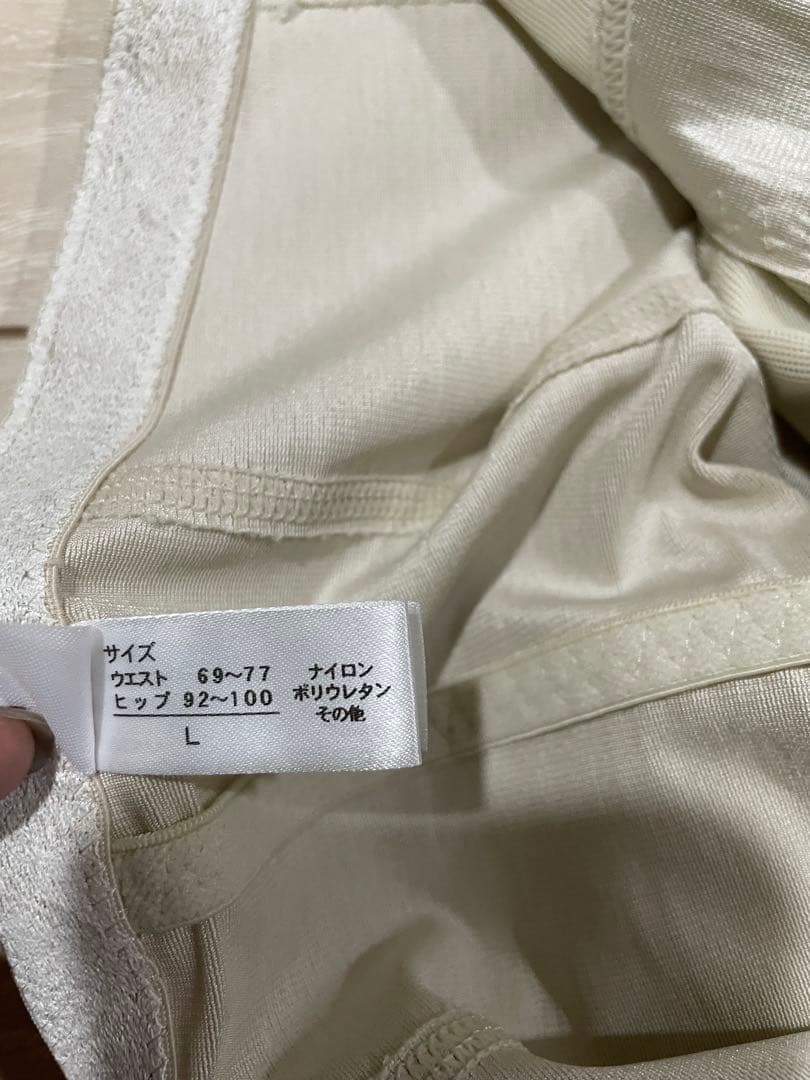 サイズ
ウエスト 69～77
ヒップ 92～100
L
ナイロン
ポリウレタン
その他